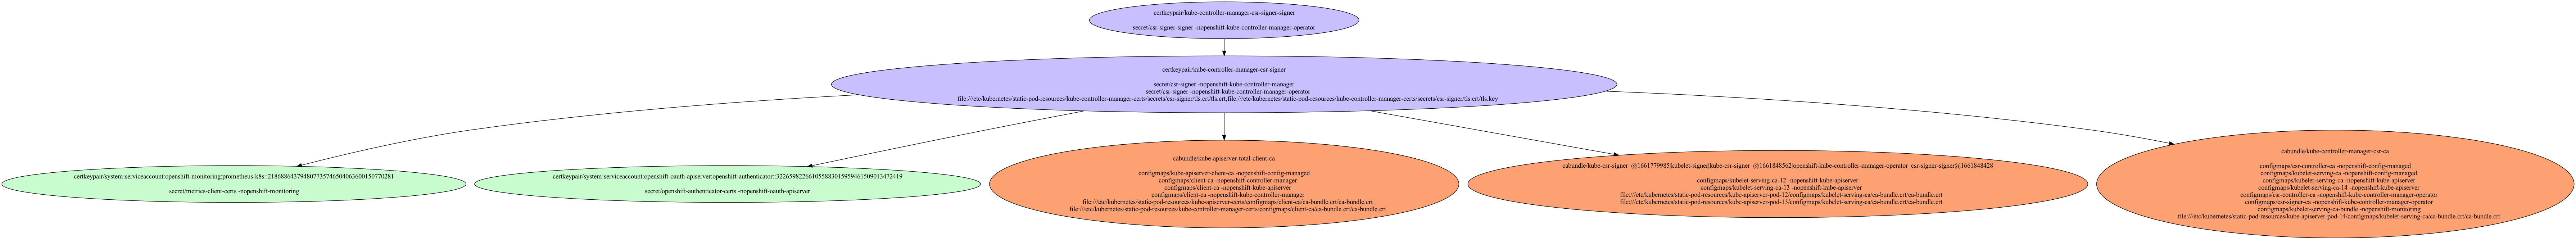 certkeypair/kube-controller-manager-csr-signer-signer
secret/csr-signer-signer -nopenshift-kube-controller-manager-operator
certkeypair/kube-controller-manager-csr-signer
secret/csr-signer -nopenshift-kube-controller-manager
secret/csr-signer -nopenshift-kube-controller-manager-operator
file:///etc/kubernetes/static-pod-resources/kube-controller-manager-certs/secrets/csr-signer/tls.crt/tls.crt,file:///etc/kubernetes/static-pod-resources/kube-controller-manager-certs/secrets/csr-signer/tls.crt/tls.key
certkeypair/system:serviceaccount:openshift-monitoring:prometheus-k8s::218688643794807735746504063600150770281
secret/metrics-client-certs -nopenshift-monitoring
certkeypair/system:serviceaccount:openshift-oauth-apiserver:openshift-authenticator::322659822661055883015959461509013472419
secret/openshift-authenticator-certs -nopenshift-oauth-apiserver
cabundle/kube-apiserver-total-client-ca
configmaps/kube-apiserver-client-ca -nopenshift-config-managed
configmaps/client-ca -nopenshift-controller-manager
configmaps/client-ca -nopenshift-kube-apiserver
configmaps/client-ca -nopenshift-kube-controller-manager
file:///etc/kubernetes/static-pod-resources/kube-apiserver-certs/configmaps/client-ca/ca-bundle.crt/ca-bundle.crt
file:///etc/kubernetes/static-pod-resources/kube-controller-manager-certs/configmaps/client-ca/ca-bundle.crt/ca-bundle.crt
cabundle/kube-csr-signer_@1661779985|kubelet-signer|kube-csr-signer_@1661848562|openshift-kube-controller-manager-operator_csr-signer-signer@1661848428
configmaps/kubelet-serving-ca-12 -nopenshift-kube-apiserver
configmaps/kubelet-serving-ca-13 -nopenshift-kube-apiserver
file:///etc/kubernetes/static-pod-resources/kube-apiserver-pod-12/configmaps/kubelet-serving-ca/ca-bundle.crt/ca-bundle.crt
file:///etc/kubernetes/static-pod-resources/kube-apiserver-pod-13/configmaps/kubelet-serving-ca/ca-bundle.crt/ca-bundle.crt
cabundle/kube-controller-manager-csr-ca
configmaps/csr-controller-ca -nopenshift-config-managed
configmaps/kubelet-serving-ca -nopenshift-config-managed
configmaps/kubelet-serving-ca -nopenshift-kube-apiserver
configmaps/kubelet-serving-ca-14 -nopenshift-kube-apiserver
configmaps/csr-controller-ca -nopenshift-kube-controller-manager-operator
configmaps/csr-signer-ca -nopenshift-kube-controller-manager-operator
configmaps/kubelet-serving-ca-bundle -nopenshift-monitoring
file:///etc/kubernetes/static-pod-resources/kube-apiserver-pod-14/configmaps/kubelet-serving-ca/ca-bundle.crt/ca-bundle.crt